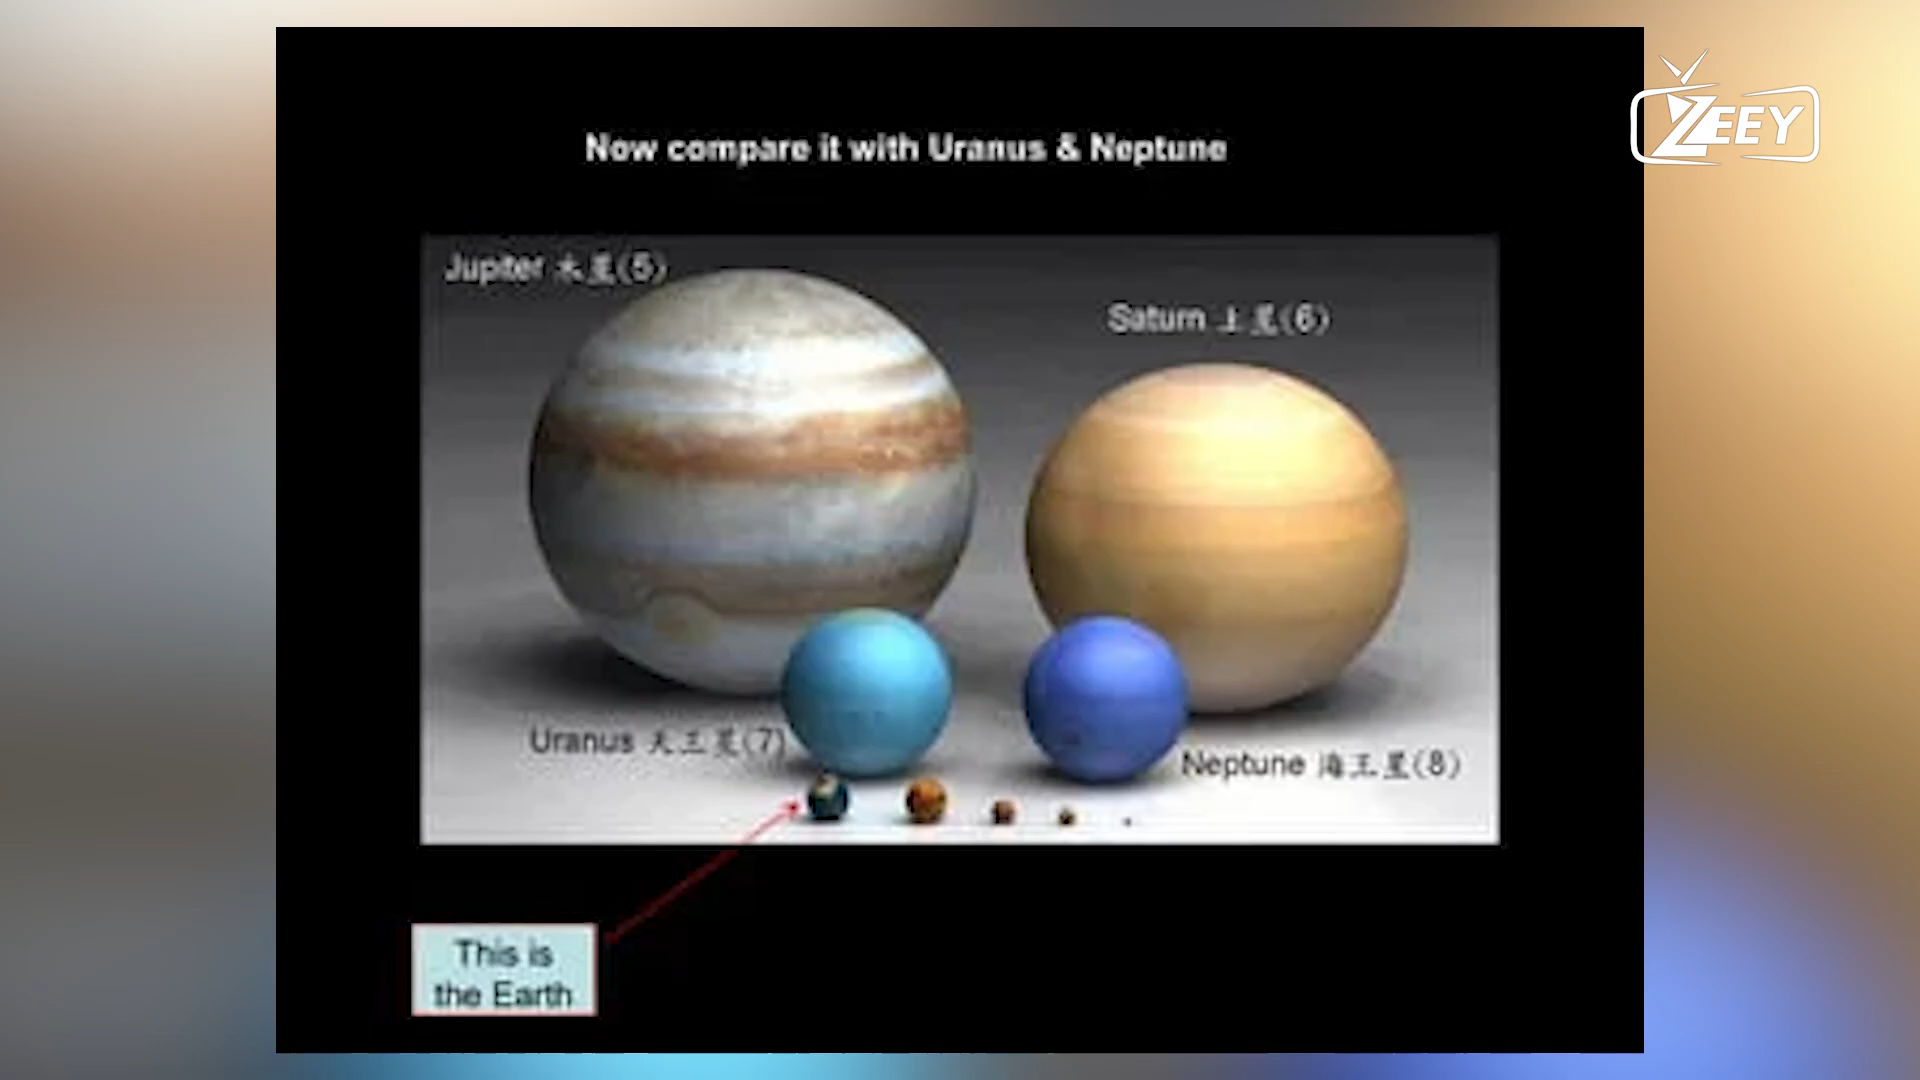 ZEEY
Now compare it with Uranus & Neptune
Jupiter 木星(5)
Saturn 土星(6)
Uranus 天王星(7)
Neptune 海王星(8)
This is
the Earth